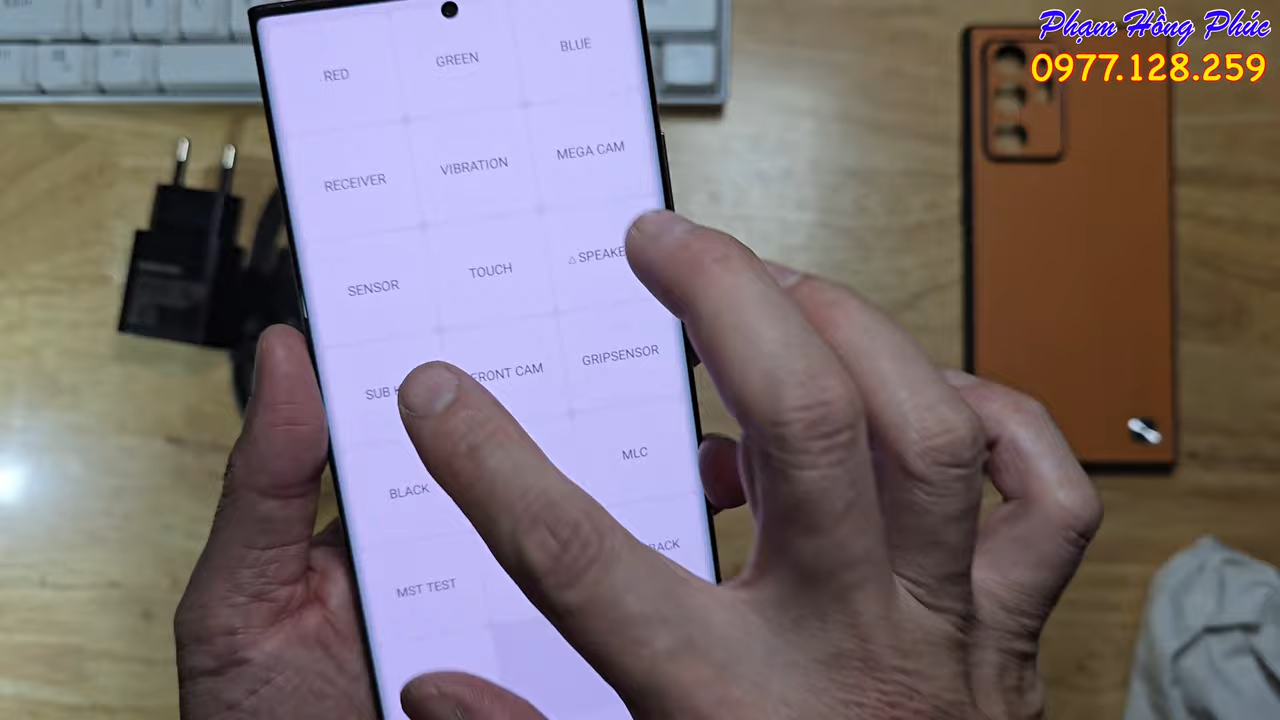 Phạm Hồng Phúc
0977.128.259
RED GREEN BLUE
RECEIVER VIBRATION MEGA CAM
SENSOR TOUCH
SUB FRONT CAM GRIPSENSOR
BLACK MLC
MST TEST